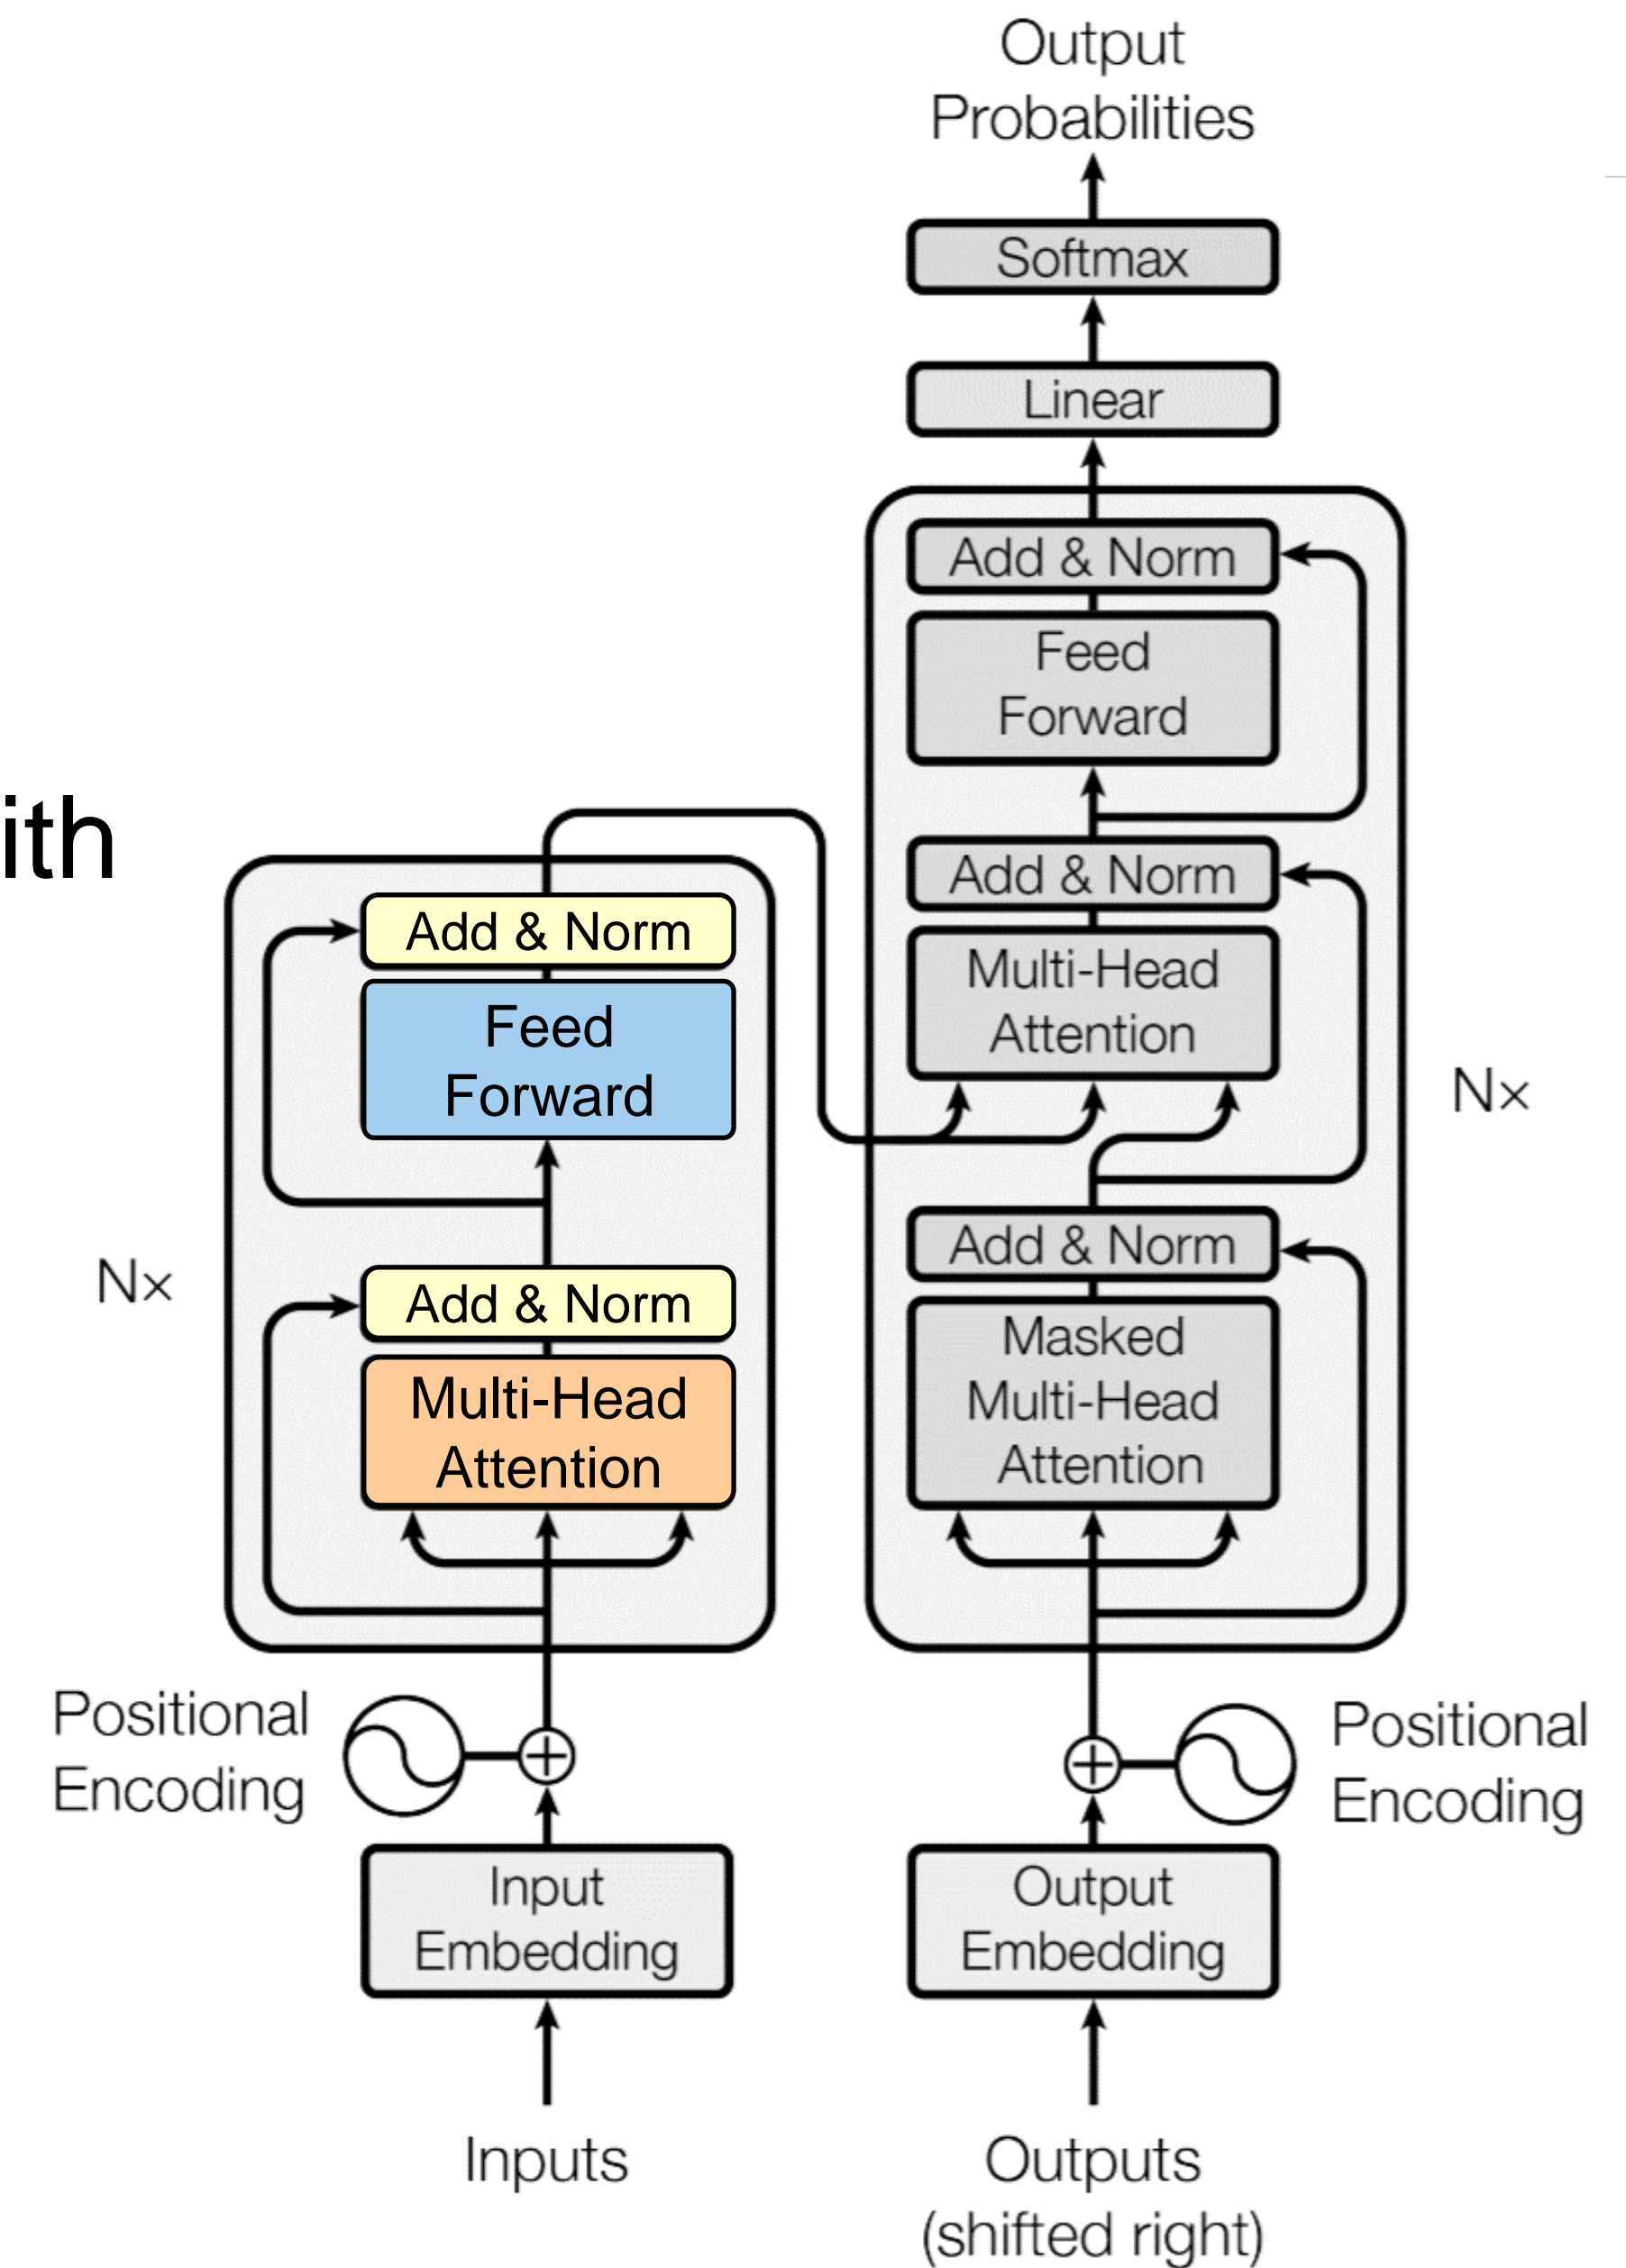 Output
Probabilities
Softmax
Linear
Add & Norm
Feed
Forward
Add & Norm
Multi-Head
Attention
Nx
Add & Norm
Masked
Multi-Head
Attention
ith
Add & Norm
Feed
Forward
Nx
Add & Norm
Multi-Head
Attention
Positional
Encoding
Positional
Encoding
Input
Embedding
Output
Embedding
Inputs
Outputs
(shifted right)